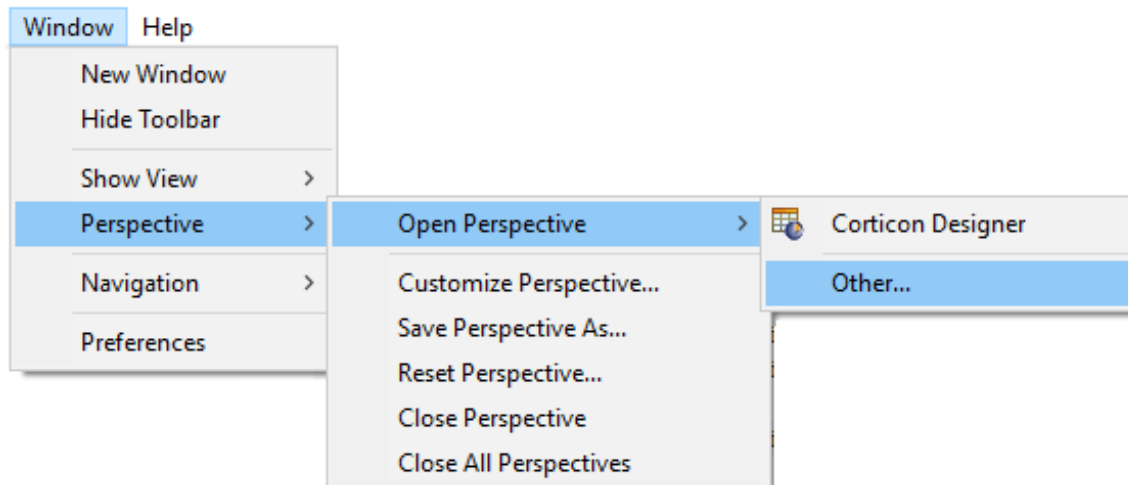 Window Help
New Window
Hide Toolbar
Show View
Perspective
Navigation
Preferences
Open Perspective
Customize Perspective...
Save Perspective As...
Reset Perspective...
Close Perspective
Close All Perspectives
Corticon Designer
Other...